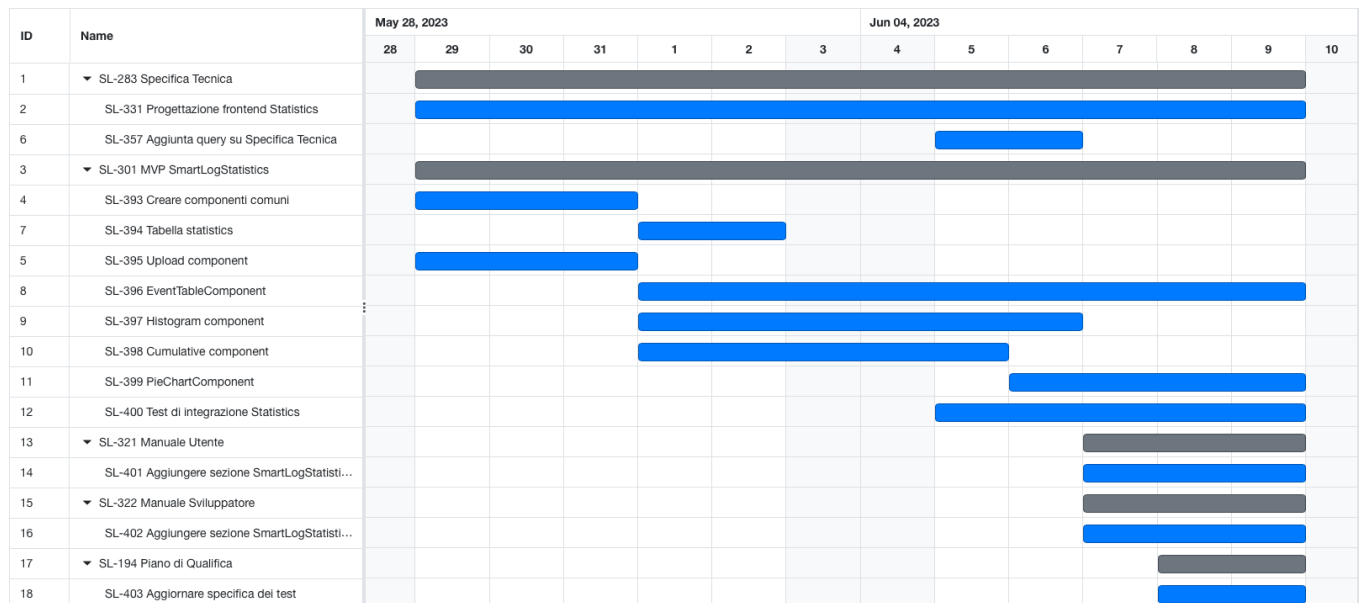 ID Name May 28, 2023 Jun 04, 2023
28 29 30 31 1 2 3 4 5 6 7 8 9 10
1 SL-283 Specifica Tecnica
2 SL-331 Progettazione frontend Statistics
6 SL-357 Aggiunta query su Specifica Tecnica
3 SL-301 MVP SmartLogStatistics
4 SL-393 Creare componenti comuni
7 SL-394 Tabella statistics
5 SL-395 Upload component
8 SL-396 EventTableComponent
9 SL-397 Histogram component
10 SL-398 Cumulative component
11 SL-399 PieChartComponent
12 SL-400 Test di integrazione Statistics
13 SL-321 Manuale Utente
14 SL-401 Aggiungere sezione SmartLogStatisti...
15 SL-322 Manuale Sviluppatore
16 SL-402 Aggiungere sezione SmartLogStatisti...
17 SL-194 Piano di Qualifica
18 SL-403 Aggiornare specifica dei test